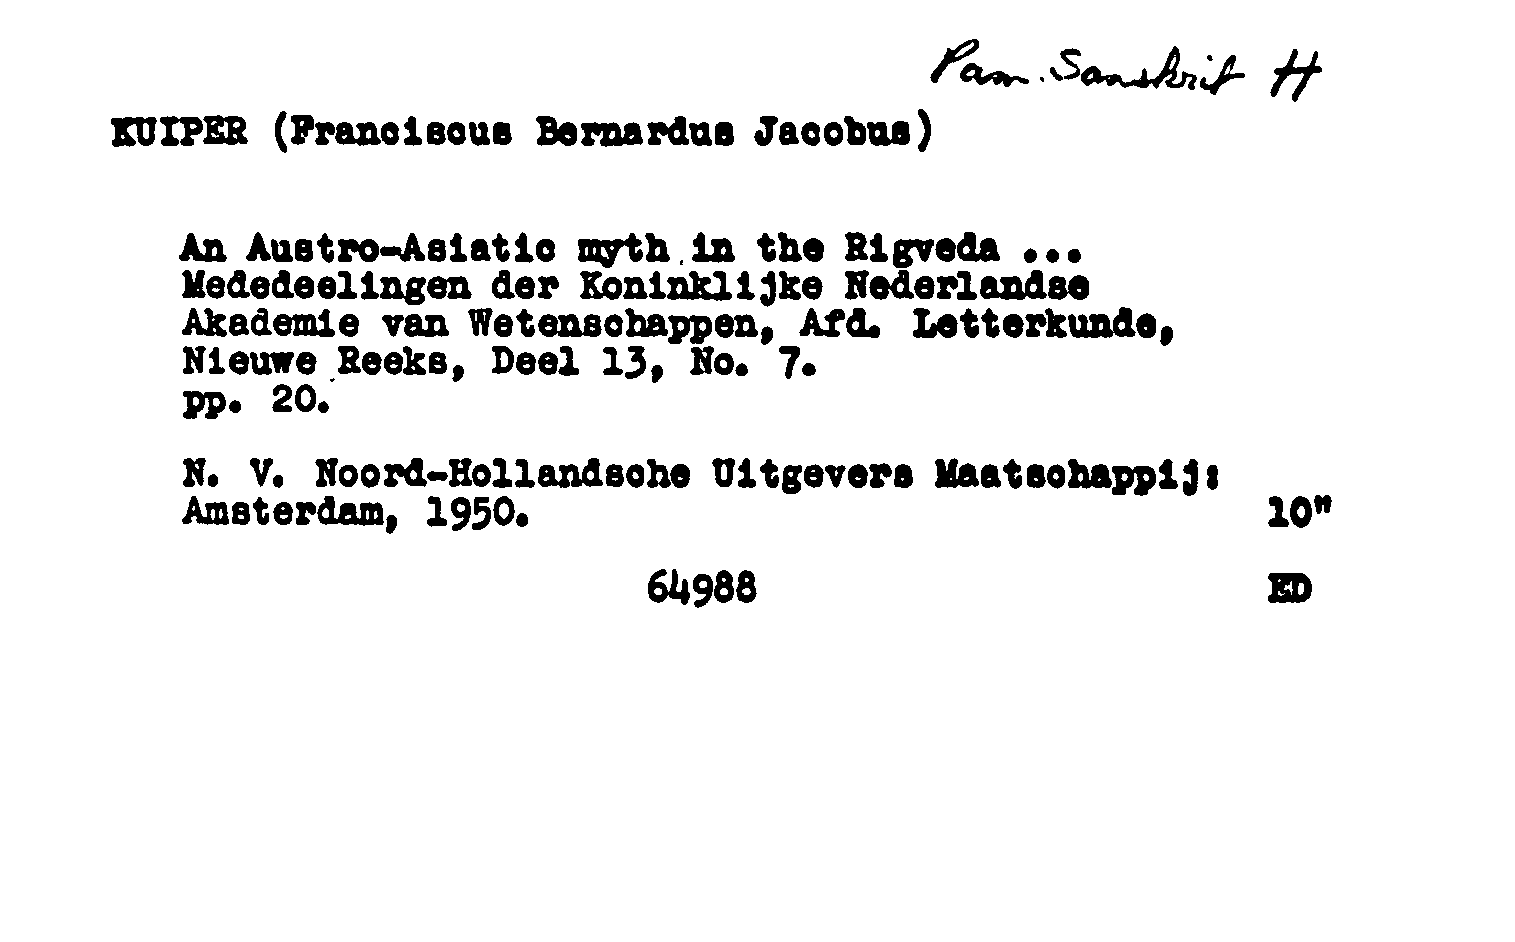 Pam. Sanskrit H
KUIPER (Franciscus Bernardus Jacobus)
An Austro-Asiatic myth in the Rigveda ...
Mededeelingen der Koninklijke Nederlandse
Akademie van Wetenschappen, Afd. Letterkunde,
Nieuwe Reeks, Deel 13, No. 7.
pp. 20.
N. V. Noord-Hollandsche Uitgevers Maatschappij:
Amsterdam, 1950. 10"
64988 ED